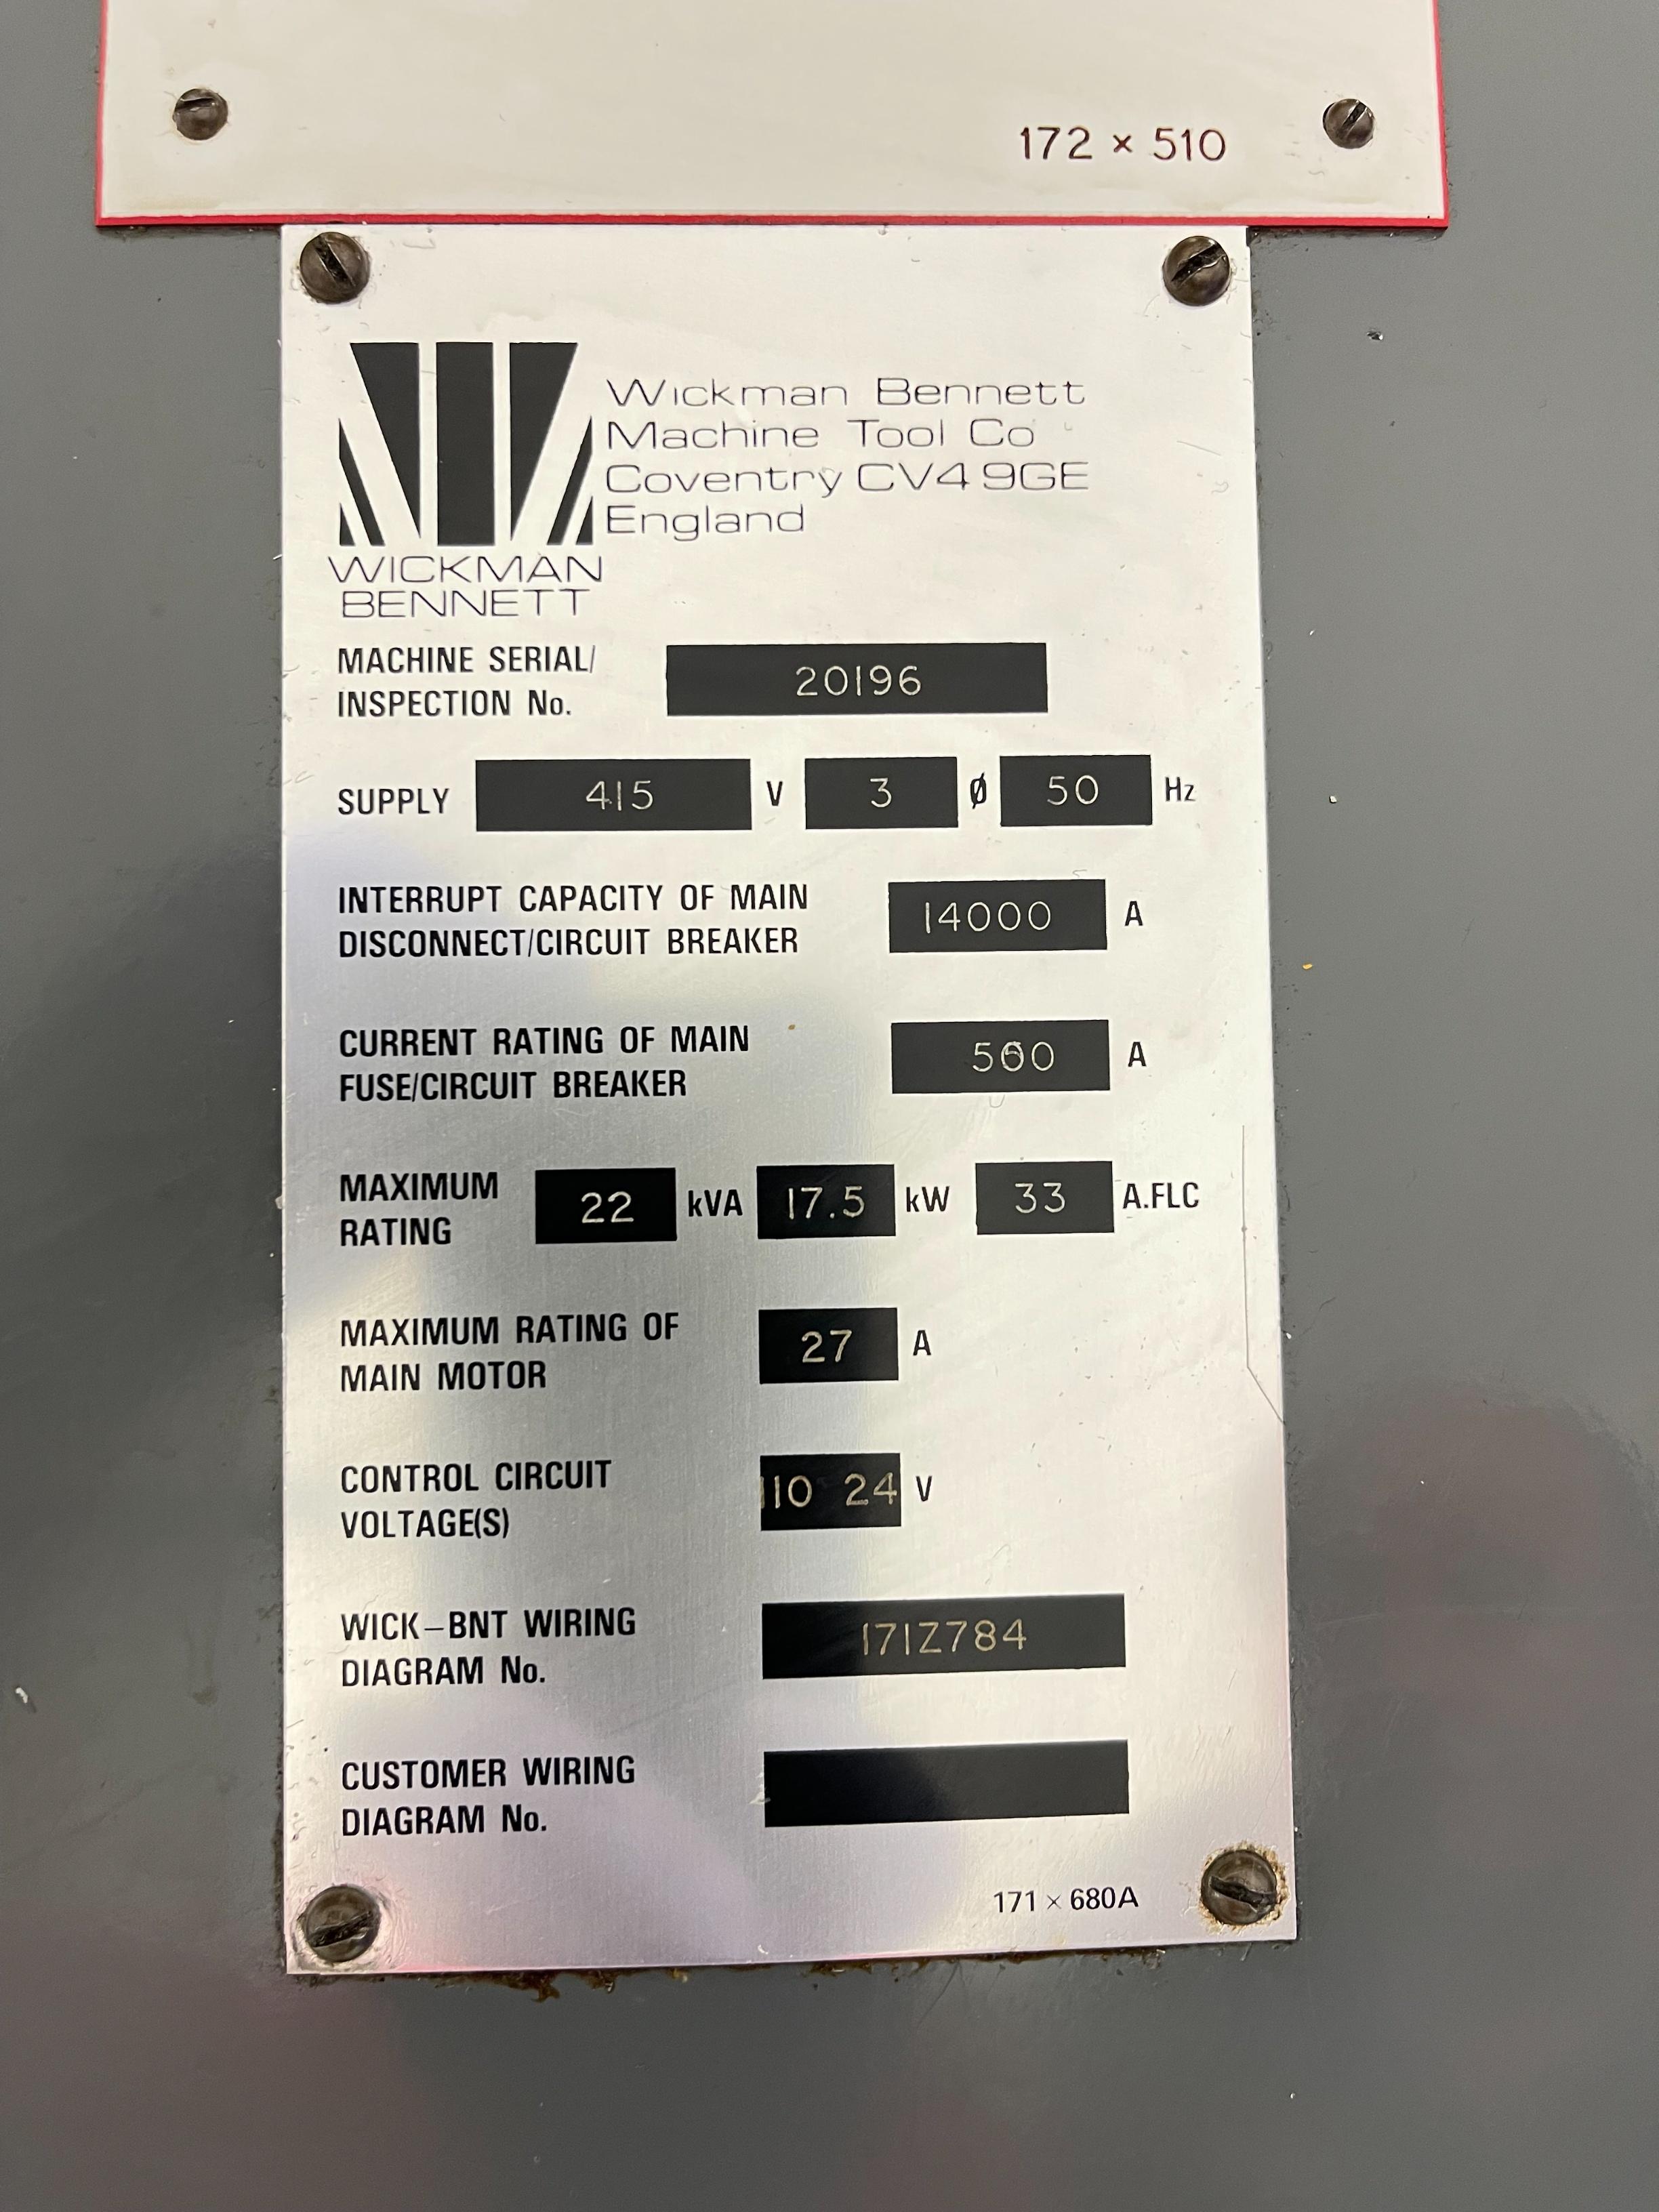 172 × 510
Wickman Bennett
Machine Tool Co
Coventry CV4 9GE
England
WICKMAN
BENNETT
MACHINE SERIAL/
INSPECTION No. 20196
SUPPLY 415 V 3 Ø 50 Hz
INTERRUPT CAPACITY OF MAIN
DISCONNECT/CIRCUIT BREAKER 14000 A
CURRENT RATING OF MAIN
FUSE/CIRCUIT BREAKER A
MAXIMUM
RATING 22 kVA 17.5 kW 33 A.FLC
MAXIMUM RATING OF
MAIN MOTOR 27 A
CONTROL CIRCUIT
VOLTAGE(S) 110 24 V
WICK–BNT WIRING
DIAGRAM No. 171Z784
CUSTOMER WIRING
DIAGRAM No.
171 × 680A